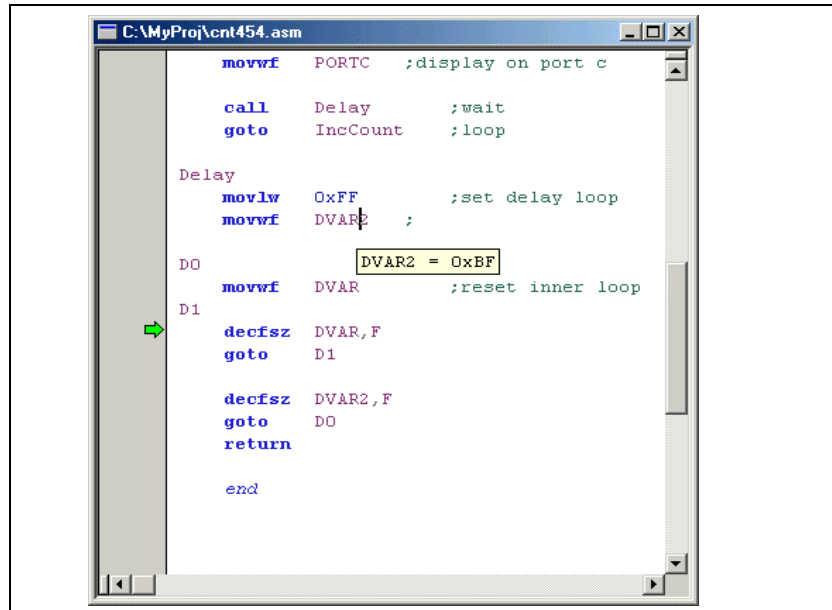 C:\MyProj\cnt454.asm
movwf PORTC ;display on port c
call Delay ;wait
goto IncCount ;loop
Delay
movlw 0xFF ;set delay loop
movwf DVAR2 ;
DVAR2 = 0xBF
D0
movwf DVAR ;reset inner loop
D1
decfsz DVAR,F
goto D1
decfsz DVAR2,F
goto D0
return
end